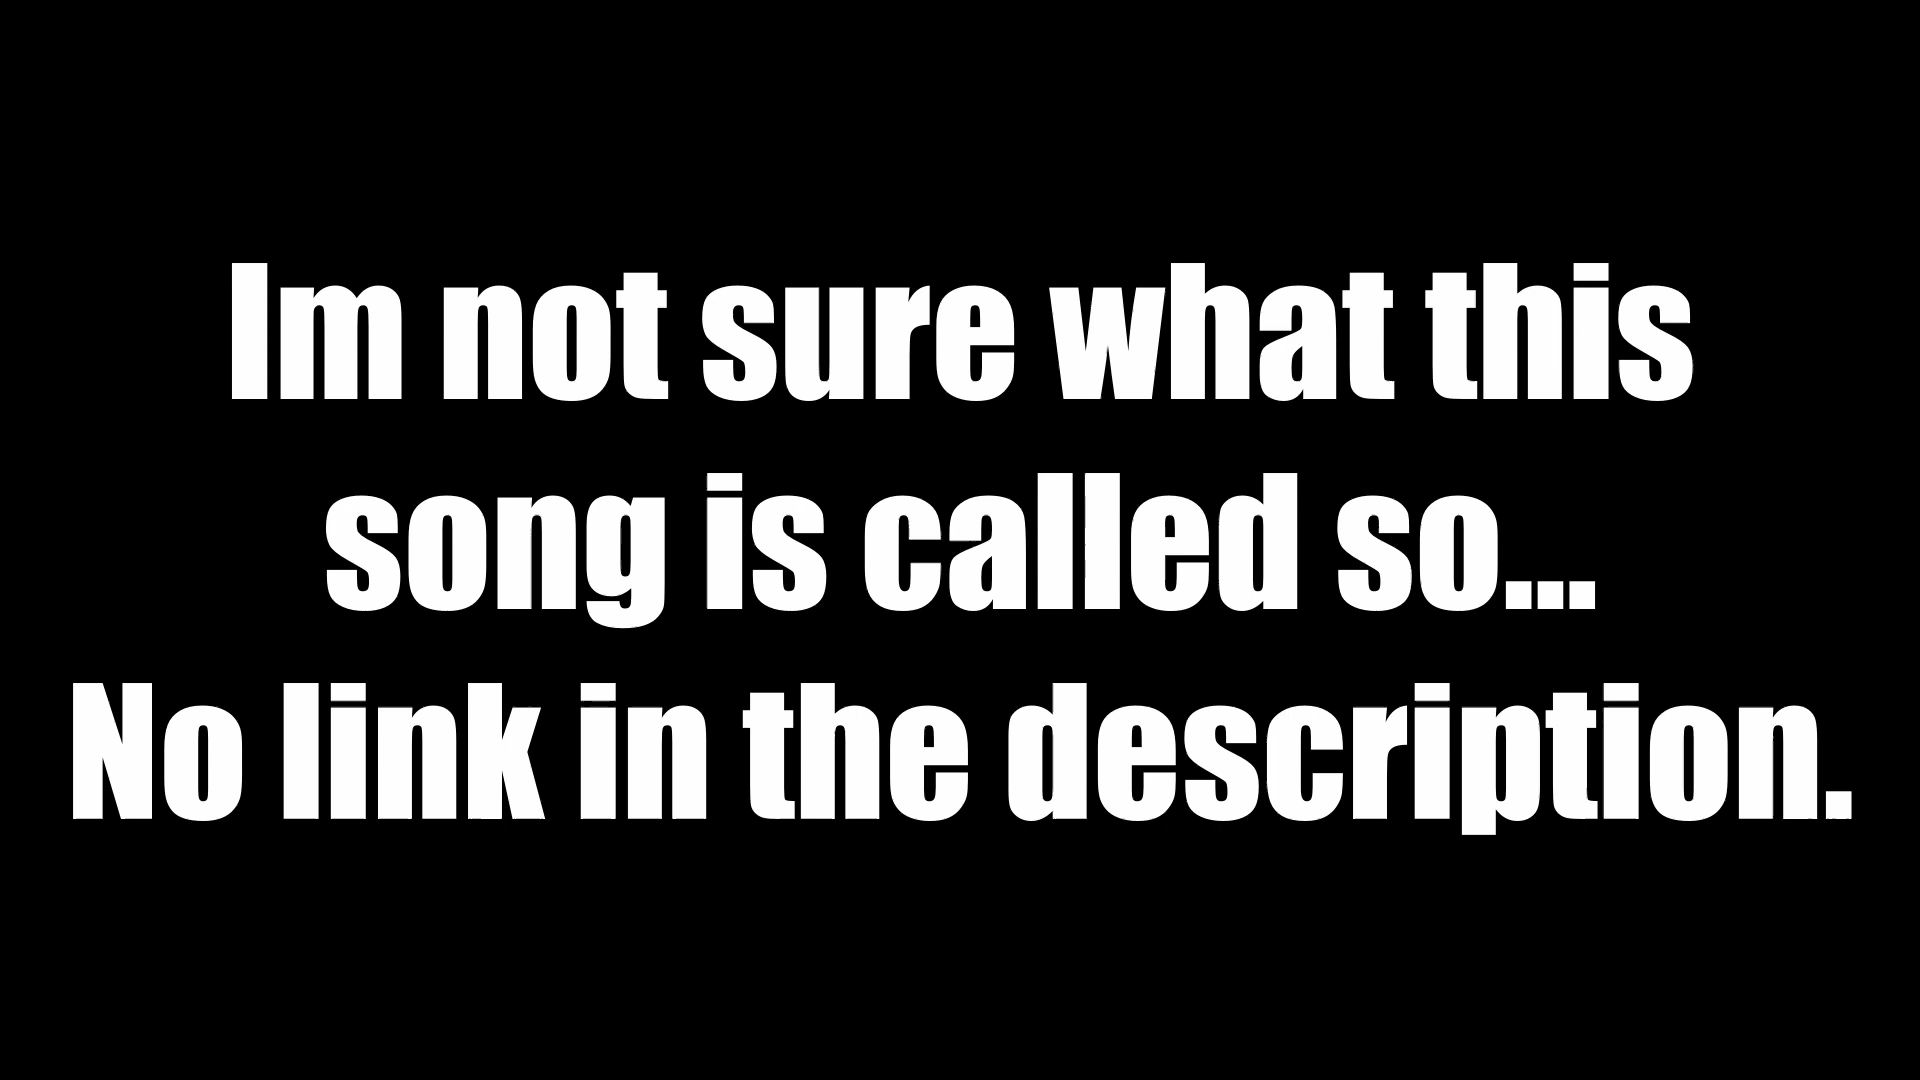 Im not sure what this
song is called so...
No link in the description.